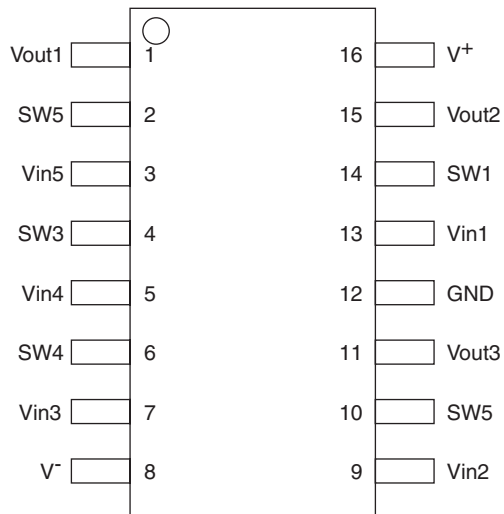 Vout1 1 16 V+
SW5 2 15 Vout2
Vin5 3 14 SW1
SW3 4 13 Vin1
Vin4 5 12 GND
SW4 6 11 Vout3
Vin3 7 10 SW5
V- 8 9 Vin2